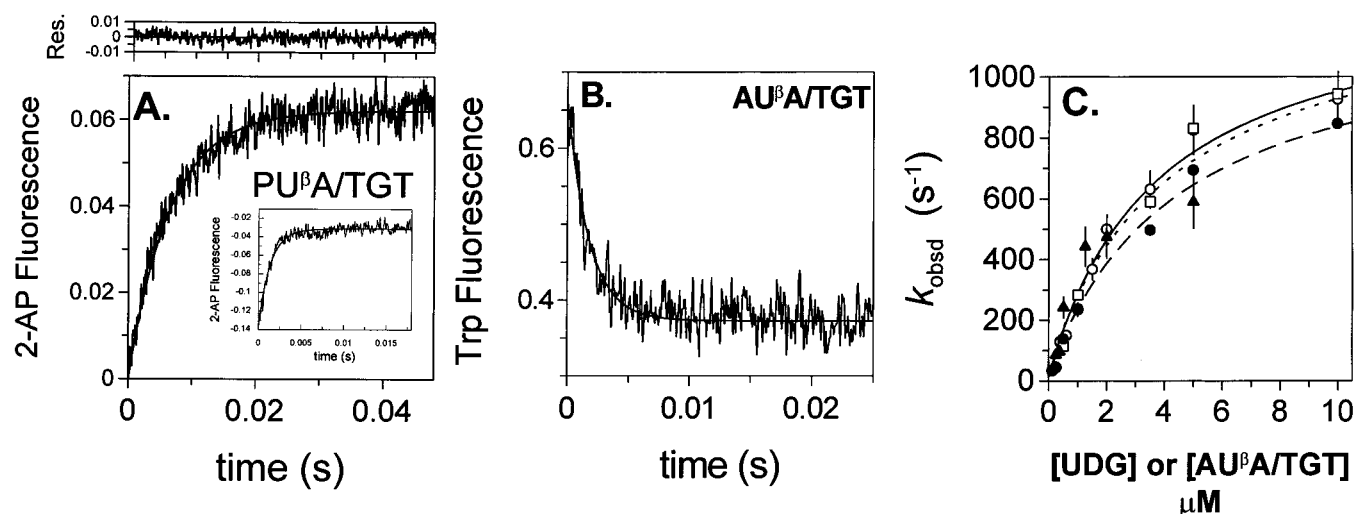 Res.
0.01
0
-0.01
2-AP Fluorescence
0.06
0.04
0.02
0
A.
PUᵝA/TGT
2-AP Fluorescence
-0.02
-0.04
-0.06
-0.08
-0.1
-0.12
-0.14
0 0.005 0.01 0.015
time (s)
0 0.02 0.04
time (s)
Trp Fluorescence
0.6
0.4
B.
AUᵝA/TGT
0 0.01 0.02
time (s)
k obsd (s⁻¹)
1000
800
600
400
200
0
C.
0 2 4 6 8 10
[UDG] or [AUᵝA/TGT]
μM